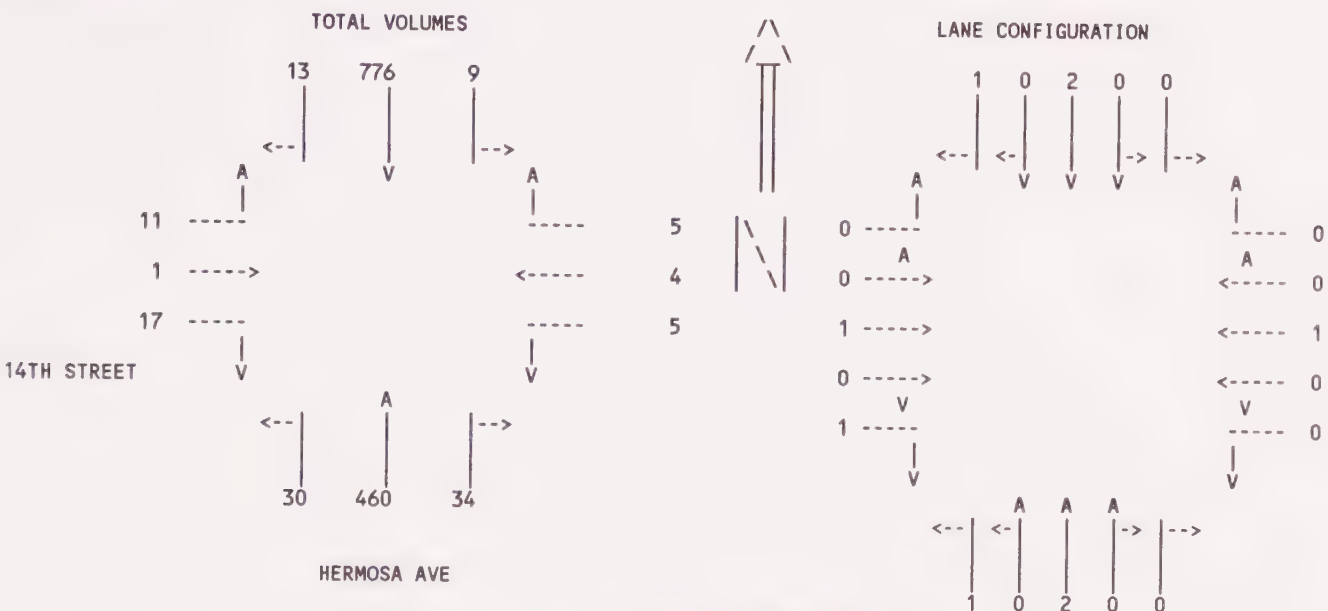 TOTAL VOLUMES
LANE CONFIGURATION
13 776 9
1 0 2 0 0
<--
-->
<--
<-
->
-->
A
V
A
A
V V V
A
11 -----
----- 5
N
0 -----
----- 0
A
A
1 ----->
<----- 4
0 ----->
<----- 0
17 -----
----- 5
1 ----->
<----- 1
14TH STREET
V
V
0 ----->
<----- 0
A
V
V
<--
-->
1 -----
----- 0
V
V
30 460 34
A A A
<--
<-
->
-->
HERMOSA AVE
1 0 2 0 0